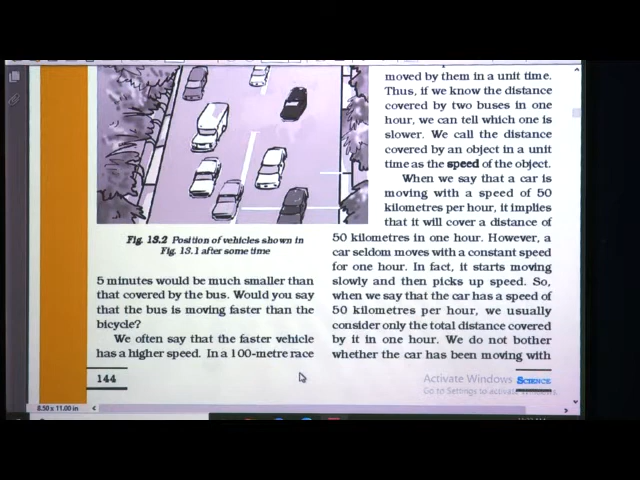 Fig. 13.2 Position of vehicles shown in
Fig. 13.1 after some time
5 minutes would be much smaller than
that covered by the bus. Would you say
that the bus is moving faster than the
bicycle?
We often say that the faster vehicle
has a higher speed. In a 100-metre race
moved by them in a unit time.
Thus, if we know the distance
covered by two buses in one
hour, we can tell which one is
slower. We call the distance
covered by an object in a unit
time as the speed of the object.
When we say that a car is
moving with a speed of 50
kilometres per hour, it implies
that it will cover a distance of
50 kilometres in one hour. However, a
car seldom moves with a constant speed
for one hour. In fact, it starts moving
slowly and then picks up speed. So,
when we say that the car has a speed of
50 kilometres per hour, we usually
consider only the total distance covered
by it in one hour. We do not bother
whether the car has been moving with
144
Activate Windows
Go to Settings to activate Windows.
SCIENCE
8.50 x 11.00 in